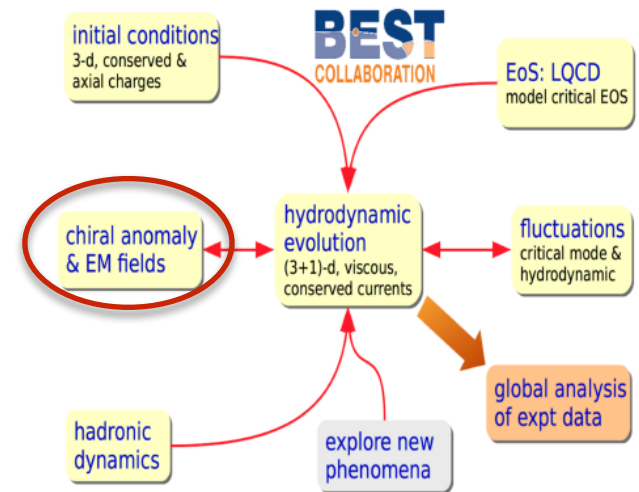 initial conditions
3-d, conserved &
axial charges
BEST
COLLABORATION
EoS: LQCD
model critical EOS
chiral anomaly
& EM fields
hydrodynamic
evolution
(3+1)-d, viscous,
conserved currents
fluctuations
critical mode &
hydrodynamic
global analysis
of expt data
hadronic
dynamics
explore new
phenomena